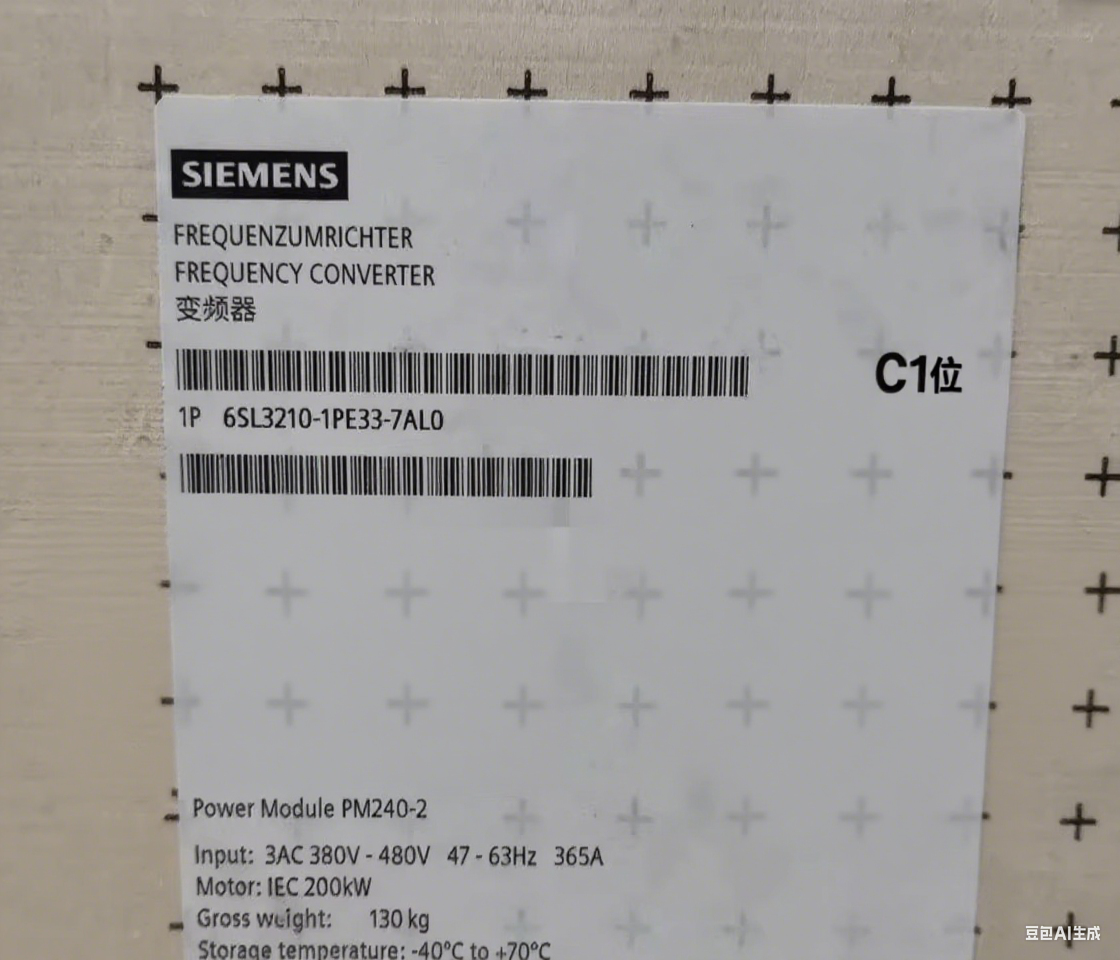 SIEMENS
FREQUENZUMRICHTER
FREQUENCY CONVERTER
变频器
C1位
1P 6SL3210-1PE33-7AL0
Power Module PM240-2
Input: 3AC 380V - 480V 47 - 63Hz 365A
Motor: IEC 200kW
Gross weight: 130 kg
Storage temperature: -40°C to +70°C
豆包AI生成